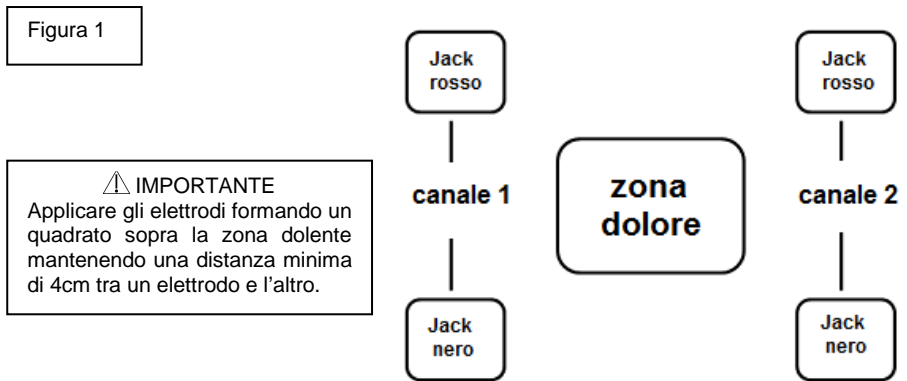 Figura 1
⚠ IMPORTANTE
Applicare gli elettrodi formando un
quadrato sopra la zona dolente
mantenendo una distanza minima
di 4cm tra un elettrodo e l’altro.
Jack
rosso
canale 1
Jack
nero
zona
dolore
Jack
rosso
canale 2
Jack
nero